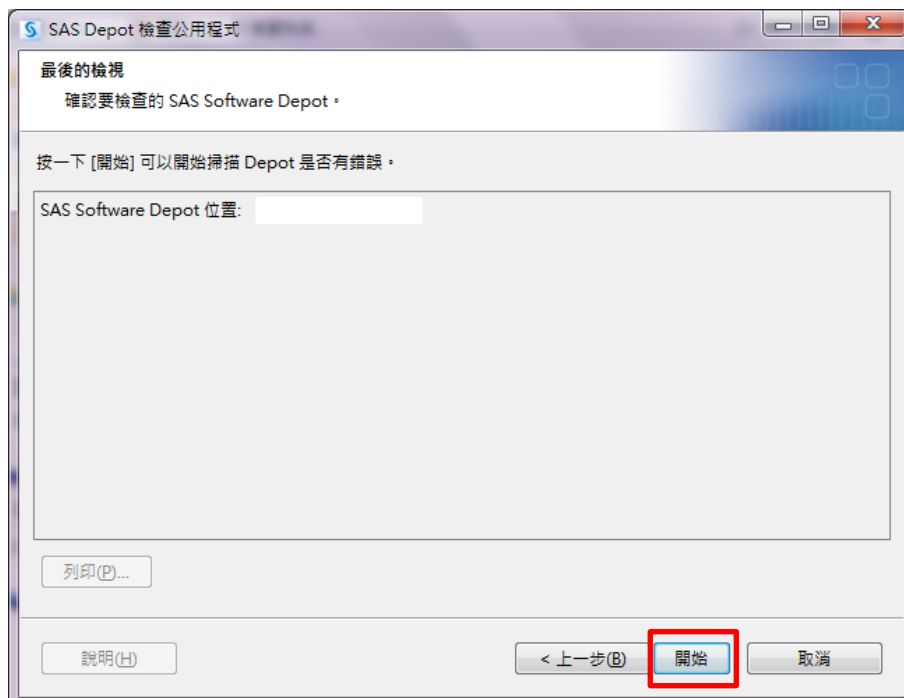 SAS Depot 檢查公用程式
最後的檢視
確認要檢查的 SAS Software Depot。
按一下 [開始] 可以開始掃描 Depot 是否有錯誤。
SAS Software Depot 位置:
列印(P)...
說明(H)
< 上一步(B)
開始
取消